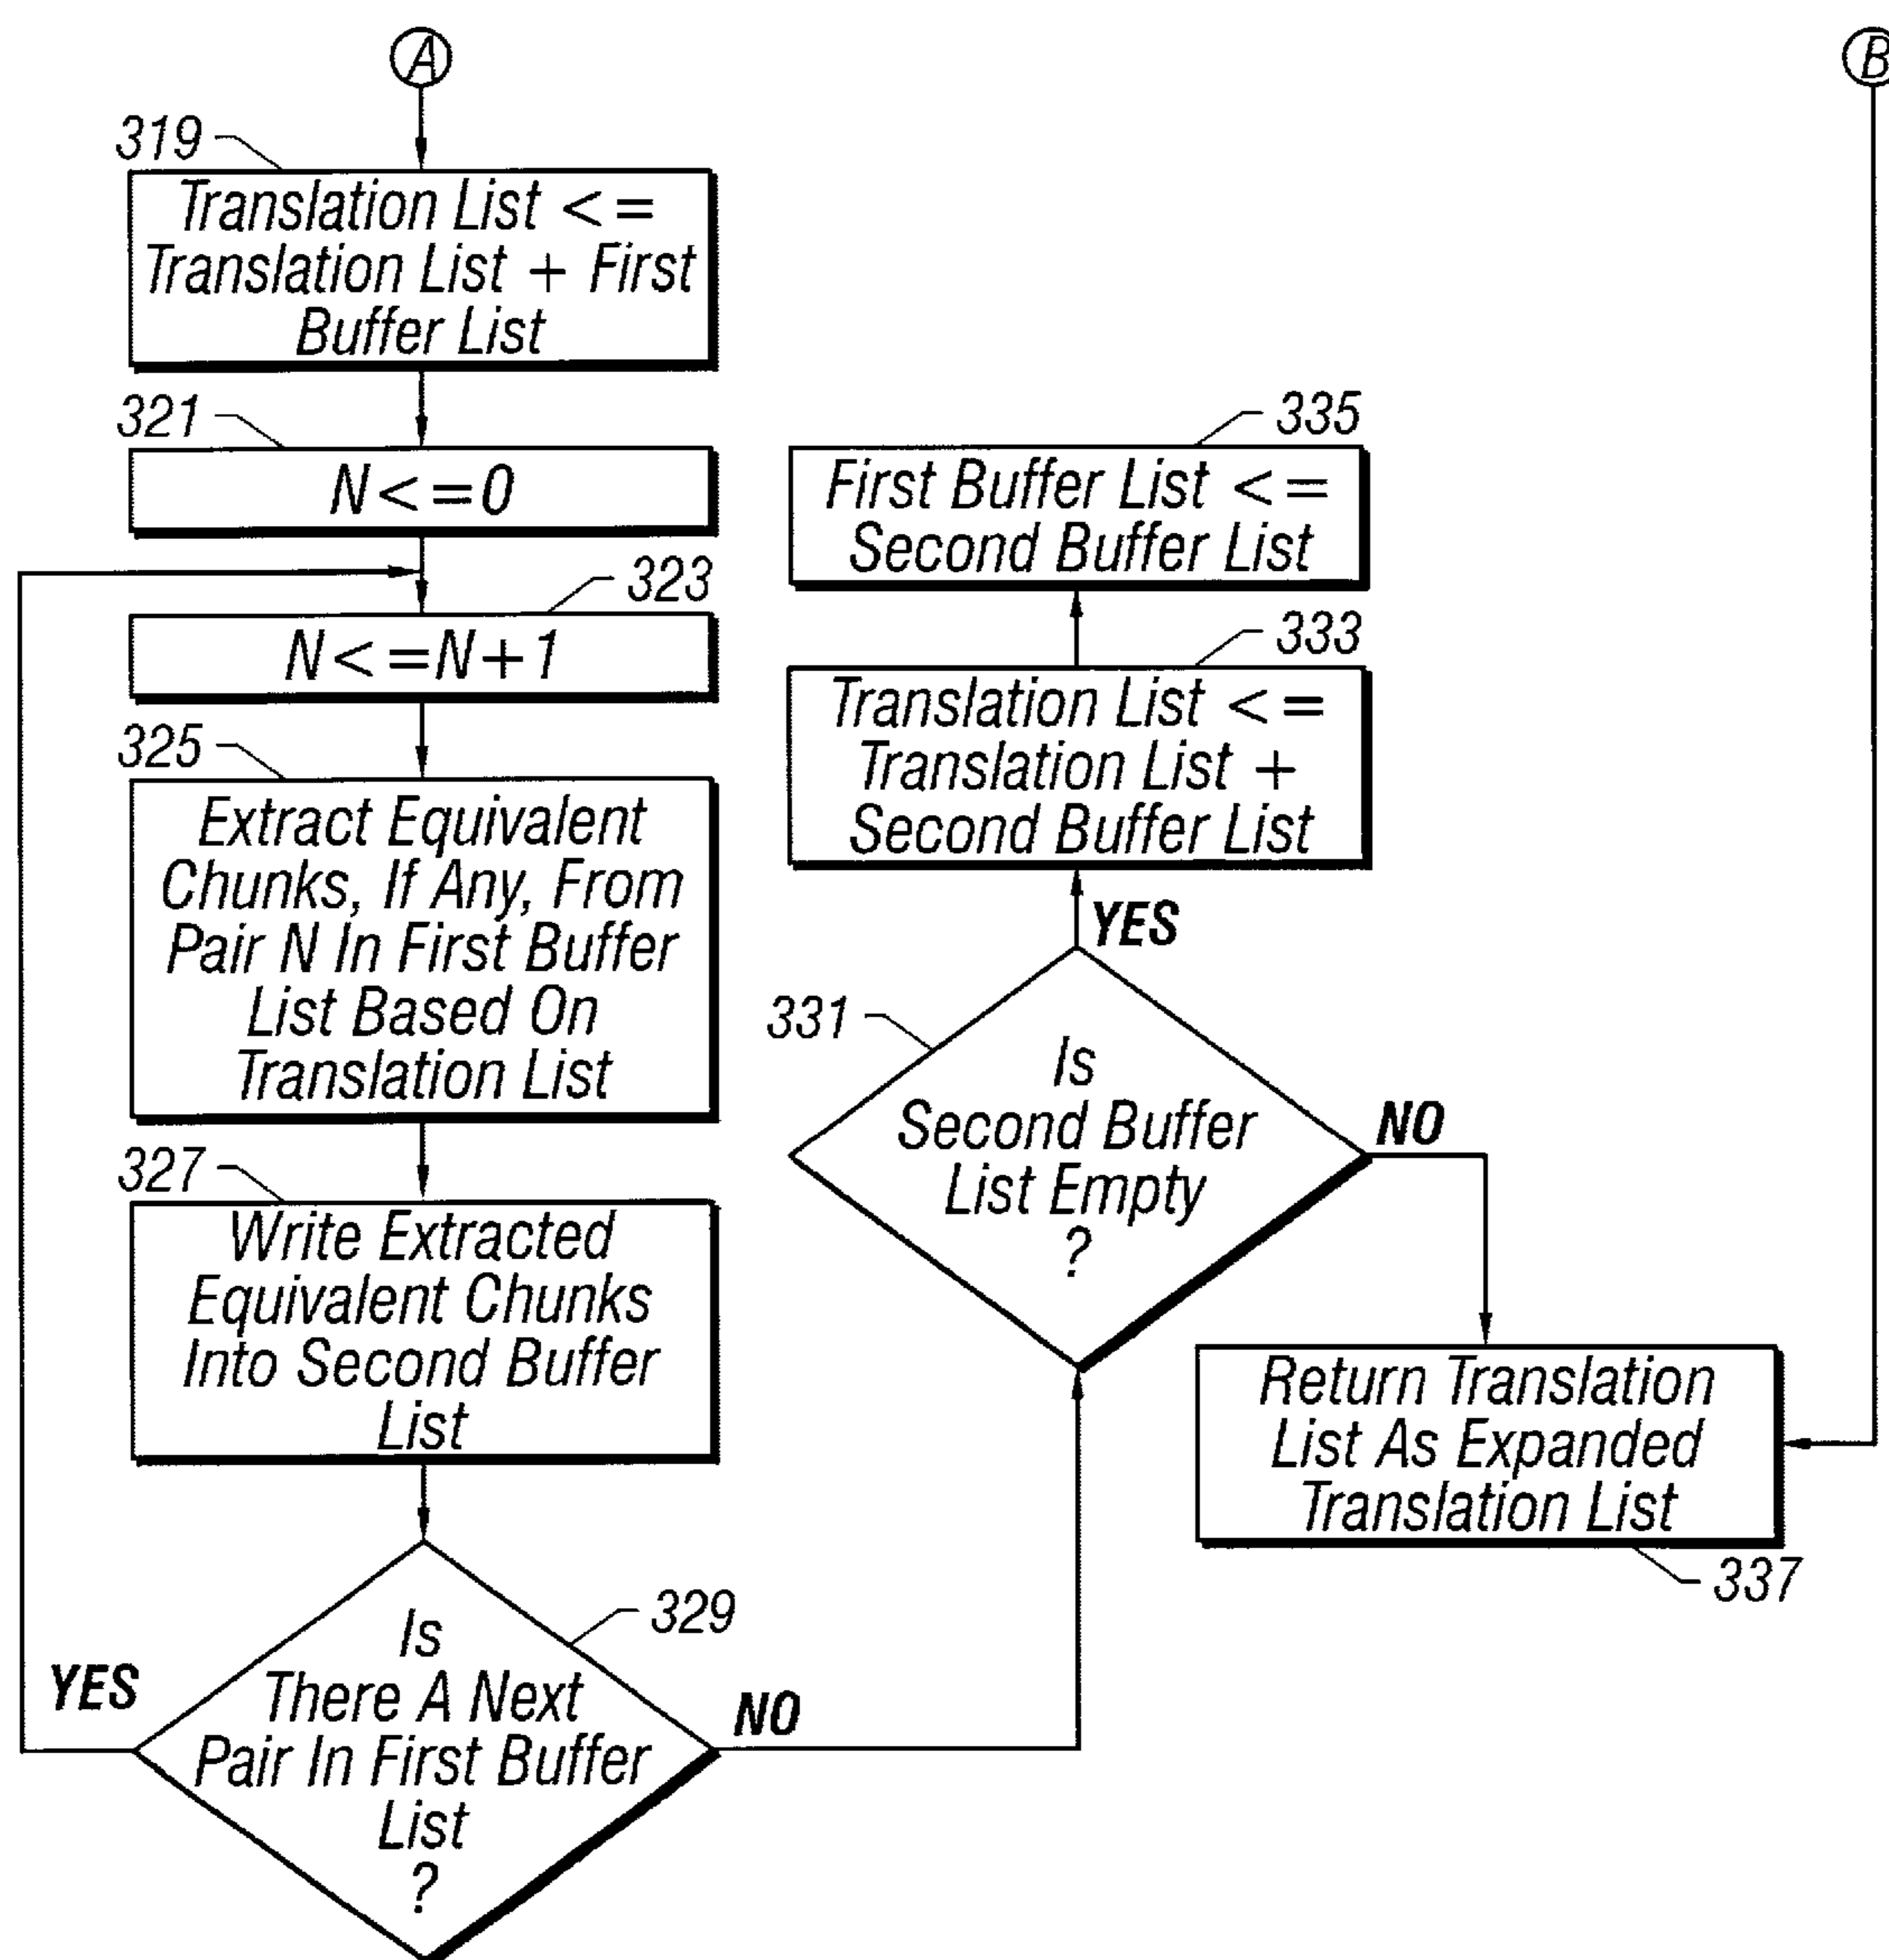 A
B
319
Translation List <=
Translation List + First
Buffer List
321
N<=0
323
N<=N+1
325
Extract Equivalent
Chunks, If Any, From
Pair N In First Buffer
List Based On
Translation List
327
Write Extracted
Equivalent Chunks
Into Second Buffer
List
329
Is
There A Next
Pair In First Buffer
List
?
YES
NO
335
First Buffer List <=
Second Buffer List
333
Translation List <=
Translation List +
Second Buffer List
YES
331
Is
Second Buffer
List Empty
?
NO
Return Translation
List As Expanded
Translation List
337